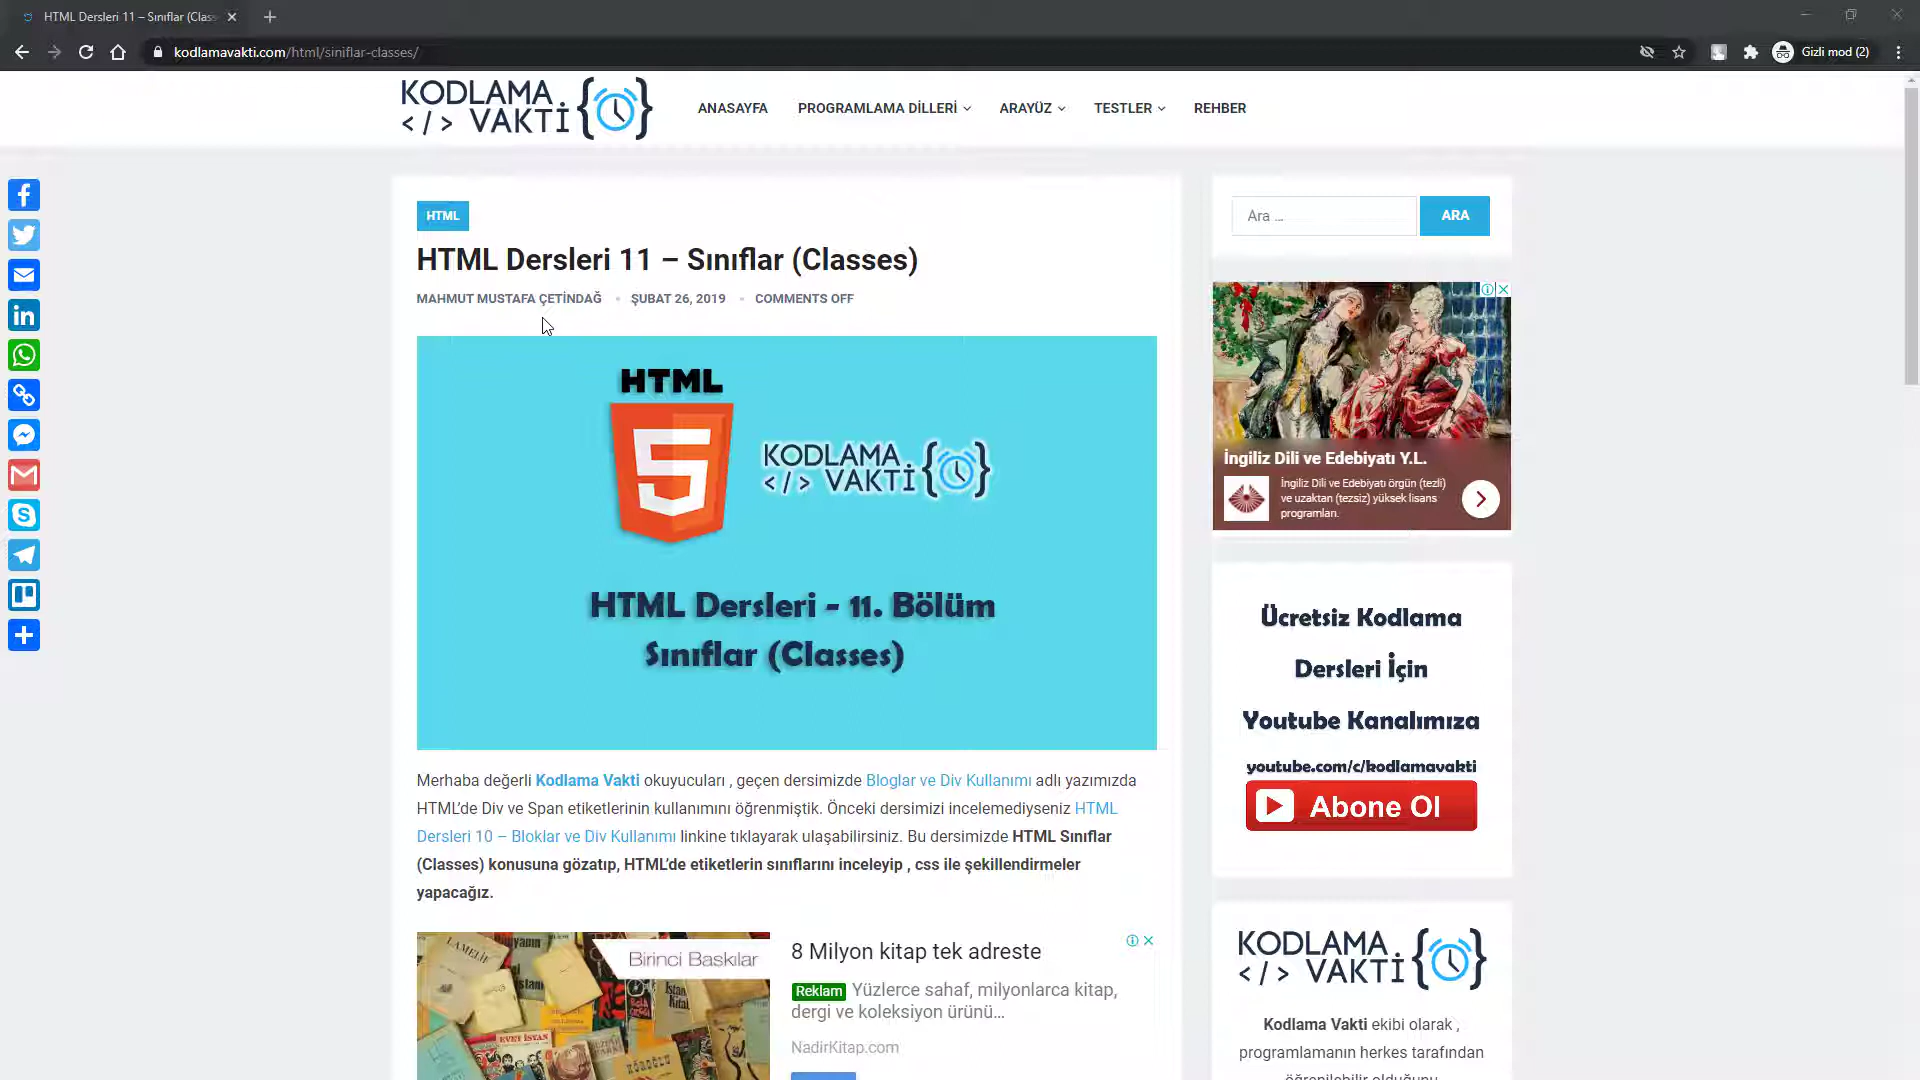 HTML Dersleri 11 – Sınıflar (Class
kodlamavakti.com/html/siniflar-classes/
Gizli mod (2)
KODLAMA
</> VAKTİ
ANASAYFA
PROGRAMLAMA DİLLERİ
ARAYÜZ
TESTLER
REHBER
HTML
HTML Dersleri 11 – Sınıflar (Classes)
MAHMUT MUSTAFA ÇETİNDAĞ
ŞUBAT 26, 2019
COMMENTS OFF
HTML
5
KODLAMA
</> VAKTİ
HTML Dersleri - 11. Bölüm
Sınıflar (Classes)
Merhaba değerli Kodlama Vakti okuyucuları , geçen dersimizde Bloglar ve Div Kullanımı adlı yazımızda
HTML’de Div ve Span etiketlerinin kullanımını öğrenmiştik. Önceki dersimizi incelemediyseniz HTML
Dersleri 10 – Bloklar ve Div Kullanımı linkine tıklayarak ulaşabilirsiniz. Bu dersimizde HTML Sınıflar
(Classes) konusuna gözatıp, HTML’de etiketlerin sınıflarını inceleyip , css ile şekillendirmeler
yapacağız.
Birinci Baskılar
8 Milyon kitap tek adreste
Reklam Yüzlerce sahaf, milyonlarca kitap,
dergi ve koleksiyon ürünü...
NadirKitap.com
Ara …
ARA
İngiliz Dili ve Edebiyatı Y.L.
İngiliz Dili ve Edebiyatı örgün (tezli)
ve uzaktan (tezsiz) yüksek lisans
programları.
Ücretsiz Kodlama
Dersleri İçin
Youtube Kanalımıza
youtube.com/c/kodlamavakti
Abone Ol
KODLAMA
</> VAKTİ
Kodlama Vakti ekibi olarak ,
programlamanın herkes tarafından
öğrenilebilir olduğunu